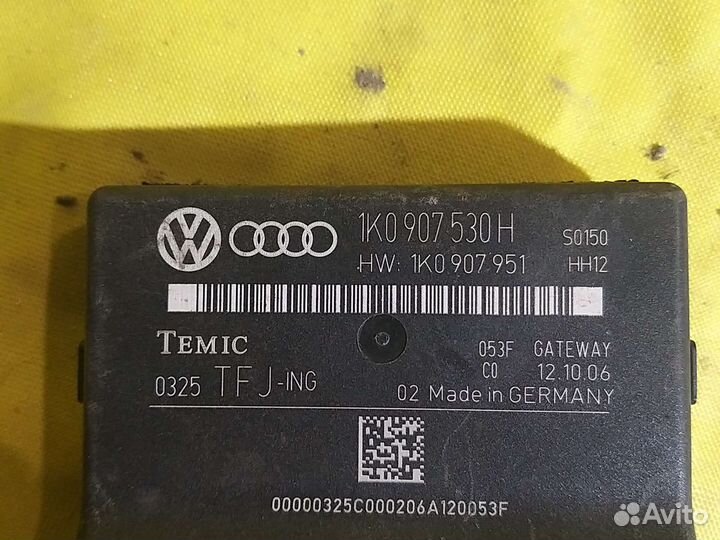 1K0 907 530 H S0150
HW: 1K0 907 951 HH12
TEMIC 053F GATEWAY
C0 12.10.06
0325 TFJ-ING 02 Made in GERMANY
00000325C000206A120053F
Avito